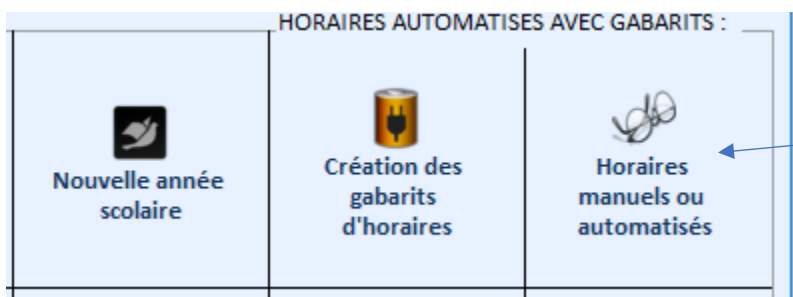 HORAIRES AUTOMATISES AVEC GABARITS :
Nouvelle année
scolaire
Création des
gabarits
d'horaires
Horaires
manuels ou
automatisés